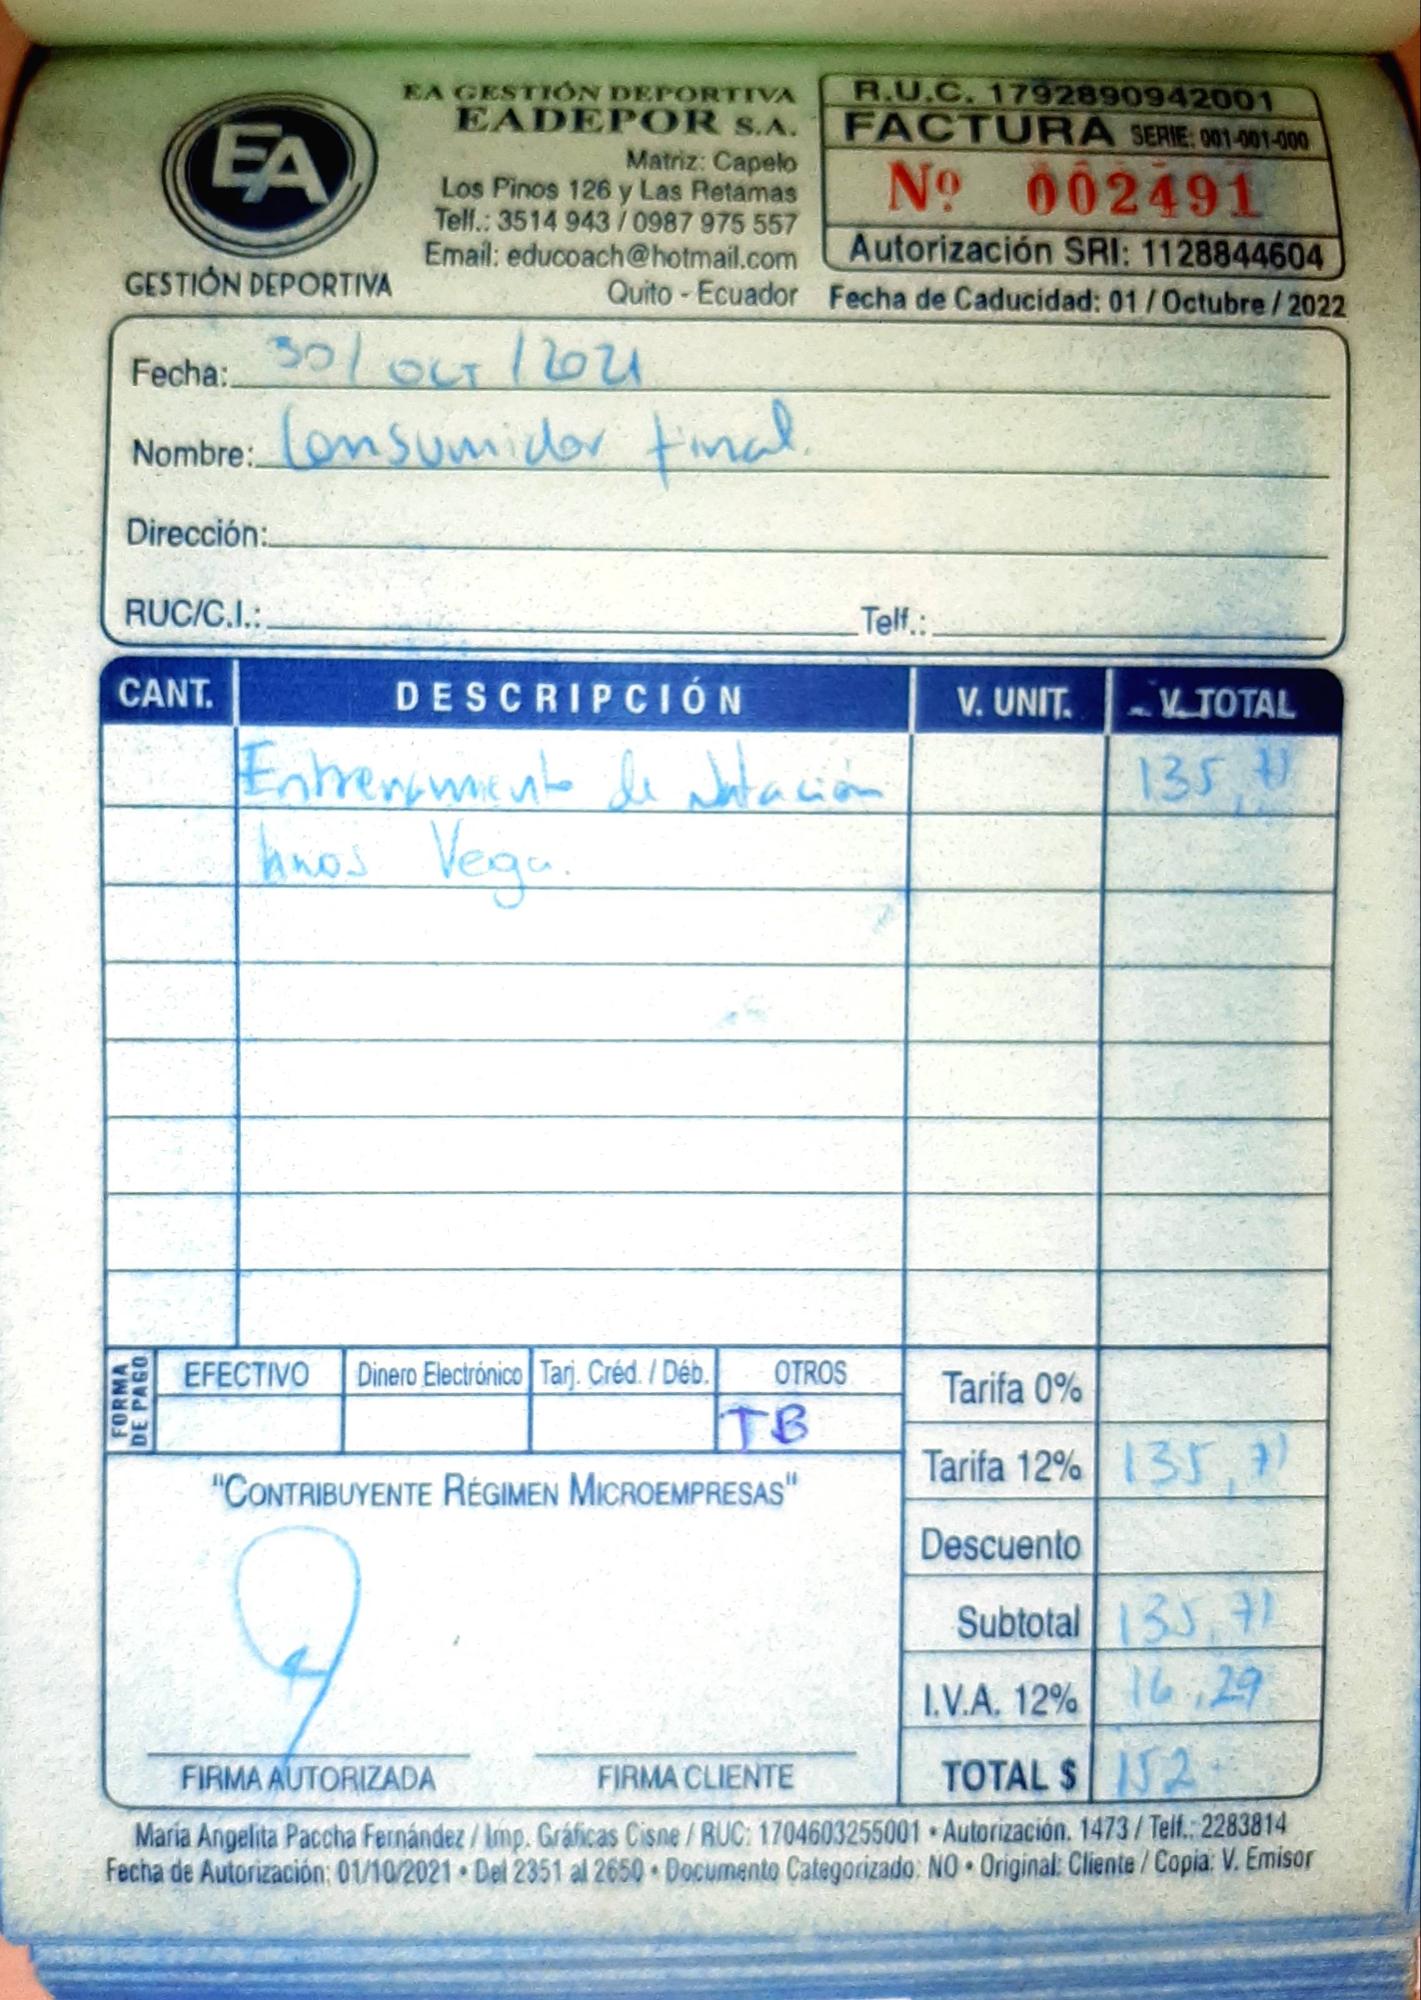 EA
GESTIÓN DEPORTIVA
EA GESTIÓN DEPORTIVA
EADEPOR S.A.
Matriz: Capelo
Los Pinos 126 y Las Retamas
Telf.: 3514 943 / 0987 975 557
Email: educoach@hotmail.com
Quito - Ecuador
R.U.C. 1792890942001
FACTURA SERIE: 001-001-000
Nº 002491
Autorización SRI: 1128844604
Fecha de Caducidad: 01 / Octubre / 2022
Fecha: 30/ OCT /2021
Nombre: Consumidor final.
Dirección:
RUC/C.I.: Telf.:
CANT. DESCRIPCIÓN V. UNIT. V. TOTAL
Entrenamiento de Natación 135,71
hnos Vega.
FORMA DE PAGO
EFECTIVO Dinero Electrónico Tarj. Créd. / Déb. OTROS
TB
Tarifa 0%
Tarifa 12% 135,71
Descuento
Subtotal 135,71
I.V.A. 12% 16,29
TOTAL $ 152
"CONTRIBUYENTE RÉGIMEN MICROEMPRESAS"
FIRMA AUTORIZADA FIRMA CLIENTE
María Angelita Paccha Fernández / Imp. Gráficas Cisne / RUC: 1704603255001 • Autorización. 1473 / Telf.: 2283814
Fecha de Autorización: 01/10/2021 • Del 2351 al 2650 • Documento Categorizado: NO • Original: Cliente / Copia: V. Emisor